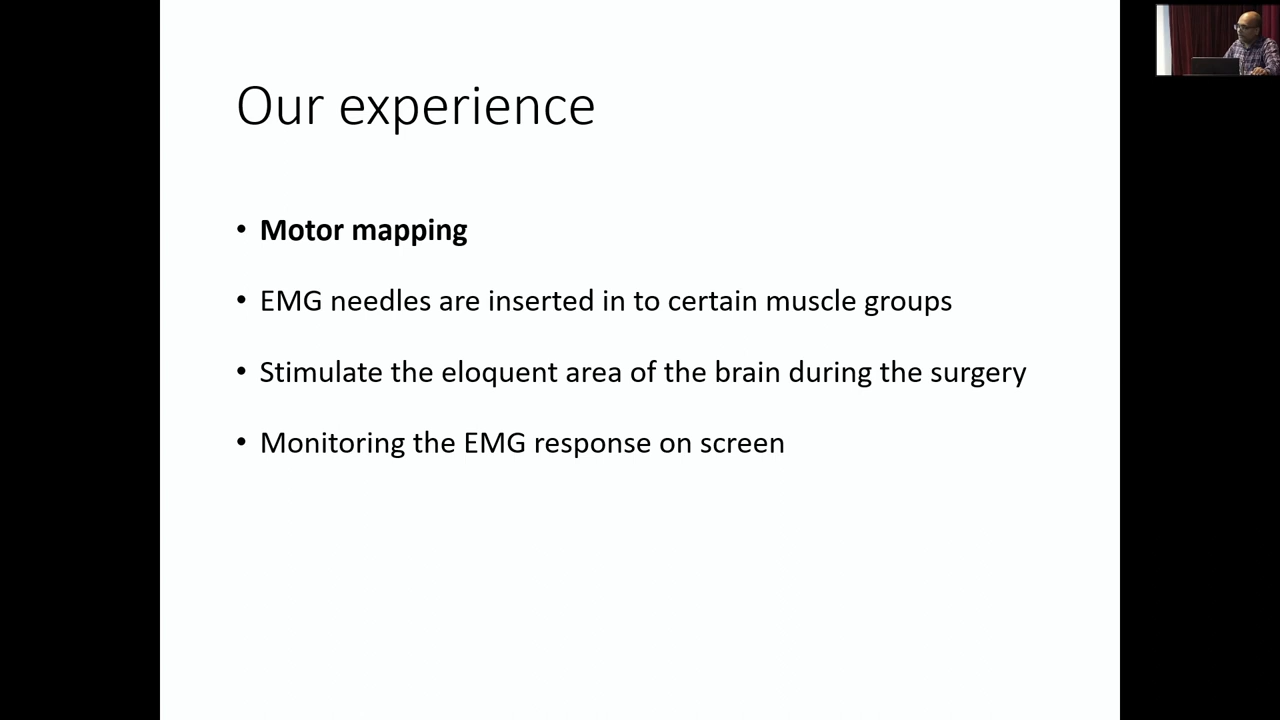 Our experience
• Motor mapping
• EMG needles are inserted in to certain muscle groups
• Stimulate the eloquent area of the brain during the surgery
• Monitoring the EMG response on screen